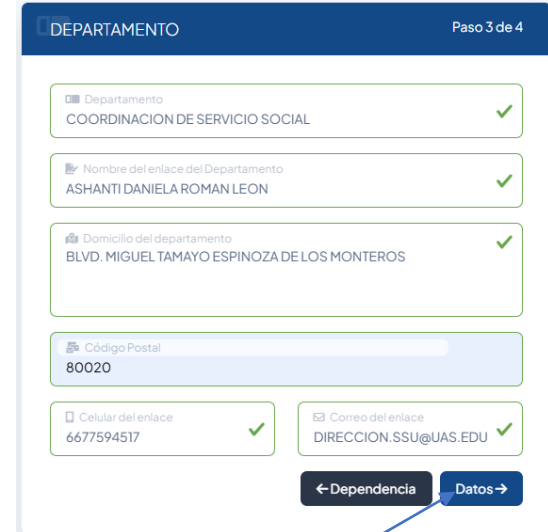 DEPARTAMENTO
Paso 3 de 4
Departamento
COORDINACION DE SERVICIO SOCIAL
Nombre del enlace del Departamento
ASHANTI DANIELA ROMAN LEON
Domicilio del departamento
BLVD. MIGUEL TAMAYO ESPINOZA DE LOS MONTEROS
Código Postal
80020
Celular del enlace
6677594517
Correo del enlace
DIRECCION.SSU@UAS.EDU
←Dependencia
Datos→